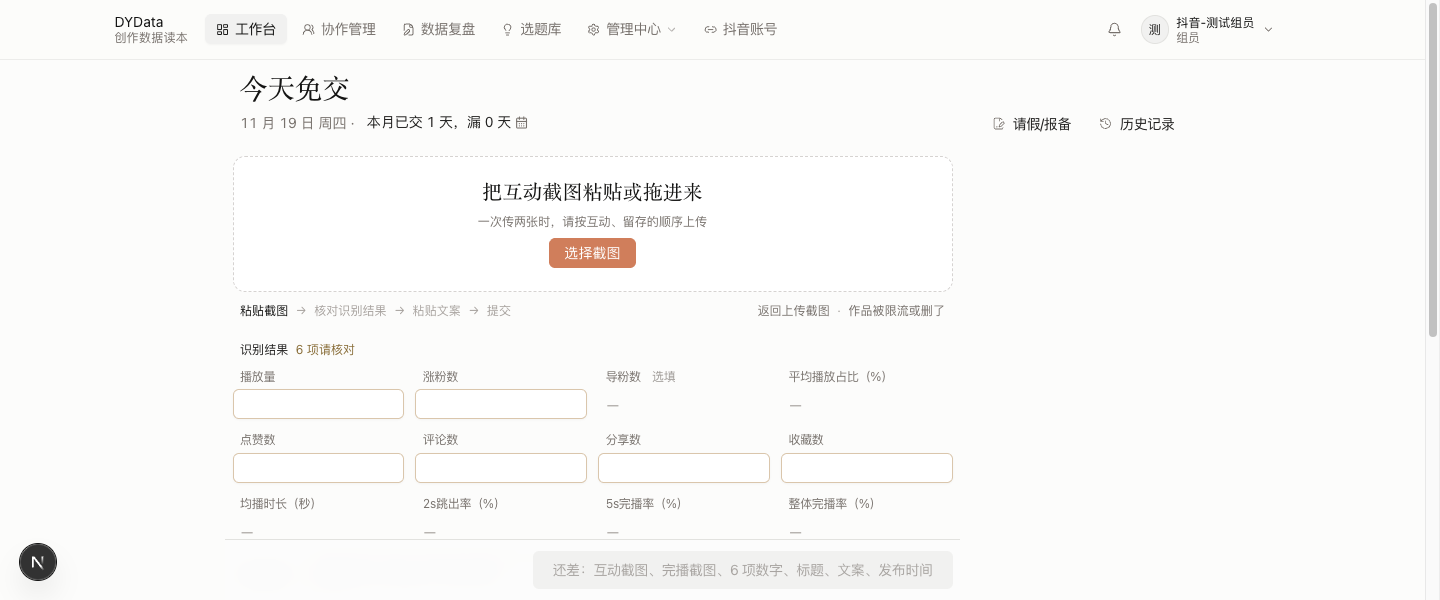 DYData
创作数据读本
工作台
协作管理
数据复盘
选题库
管理中心
抖音账号
测
抖音-测试组员
组员
今天免交
11 月 19 日 周四 · 本月已交 1 天，漏 0 天
请假/报备
历史记录
把互动截图粘贴或拖进来
一次传两张时，请按互动、留存的顺序上传
选择截图
粘贴截图 → 核对识别结果 → 粘贴文案 → 提交
返回上传截图 · 作品被限流或删了
识别结果 6 项请核对
播放量 涨粉数 导粉数 选填 平均播放占比（%）
— —
点赞数 评论数 分享数 收藏数
均播时长（秒） 2s跳出率（%） 5s完播率（%） 整体完播率（%）
— — — —
N
还差：互动截图、完播截图、6 项数字、标题、文案、发布时间